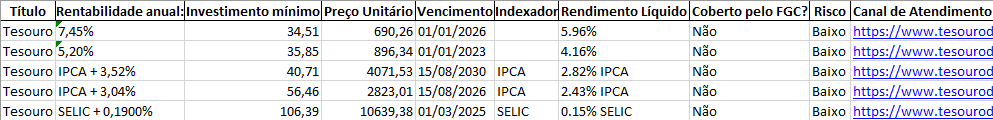 Título Rentabilidade anual: Investimento mínimo Preço Unitário Vencimento Indexador Rendimento Líquido Coberto pelo FGC? Risco Canal de Atendimento
Tesouro 7,45% 34,51 690,26 01/01/2026 5.96% Não Baixo https://www.tesourod
Tesouro 5,20% 35,85 896,34 01/01/2023 4.16% Não Baixo https://www.tesourod
Tesouro IPCA + 3,52% 40,71 4071,53 15/08/2030 IPCA 2.82% IPCA Não Baixo https://www.tesourod
Tesouro IPCA + 3,04% 56,46 2823,01 15/08/2026 IPCA 2.43% IPCA Não Baixo https://www.tesourod
Tesouro SELIC + 0,1900% 106,39 10639,38 01/03/2025 SELIC 0.15% SELIC Não Baixo https://www.tesourod